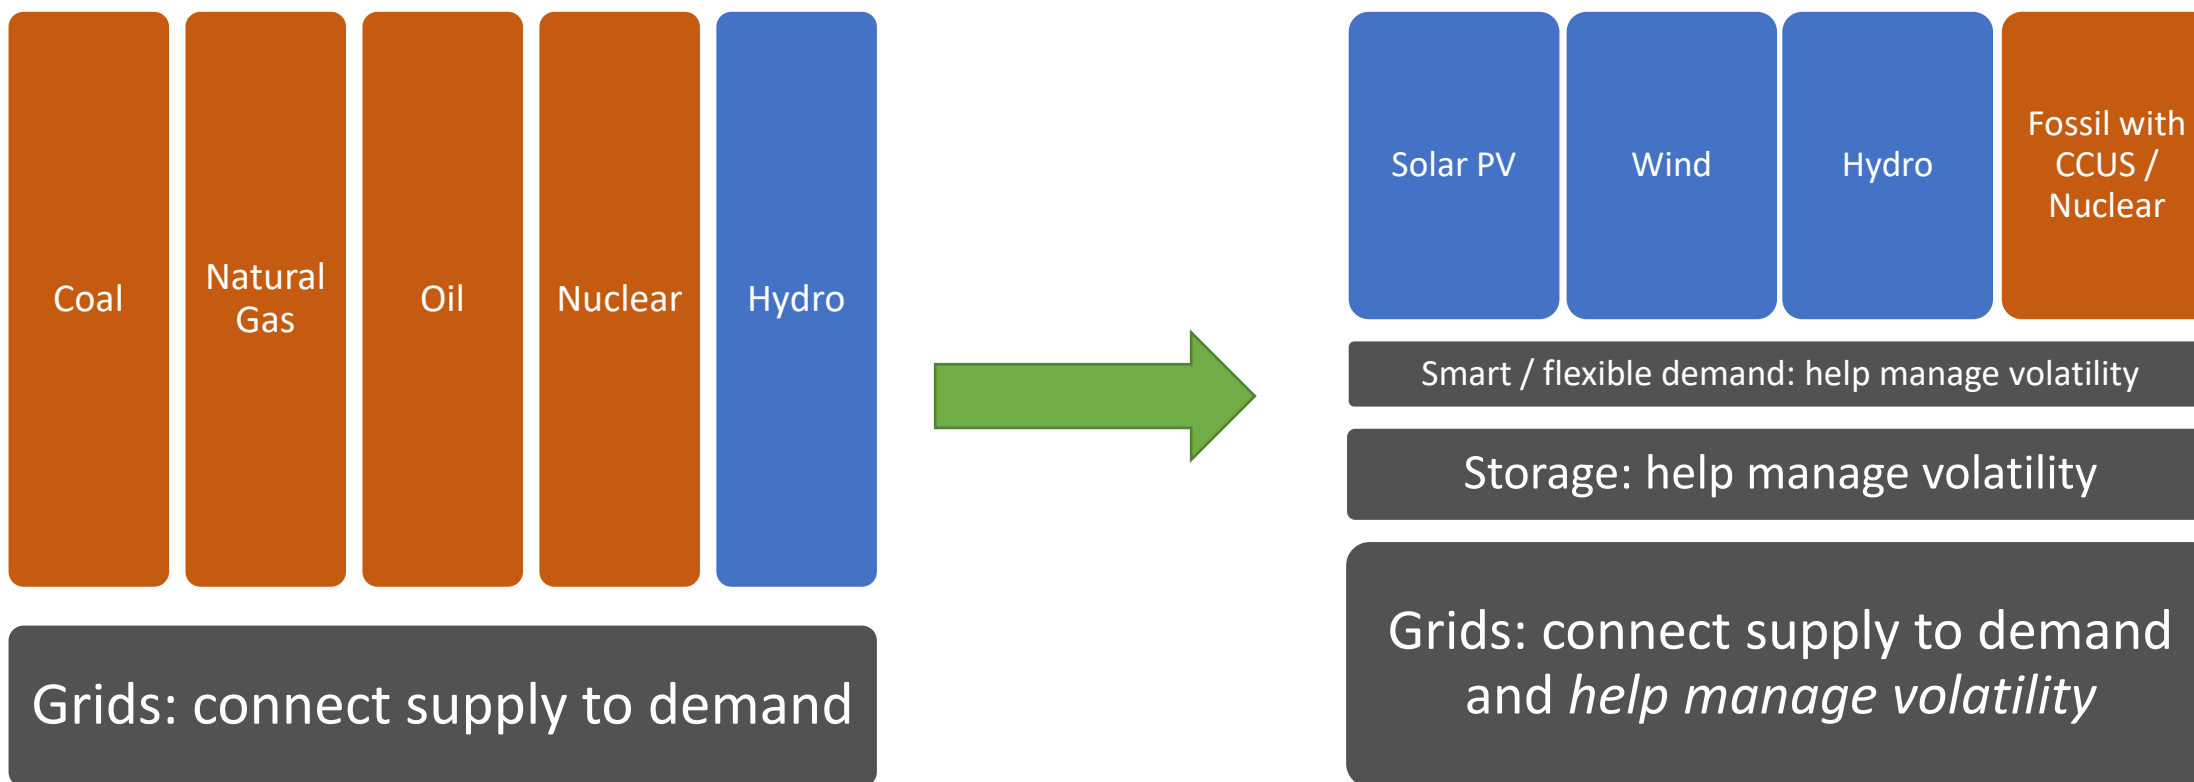 Coal
Natural
Gas
Oil
Nuclear
Hydro
Grids: connect supply to demand
Solar PV
Wind
Hydro
Fossil with
CCUS /
Nuclear
Smart / flexible demand: help manage volatility
Storage: help manage volatility
Grids: connect supply to demand
and help manage volatility